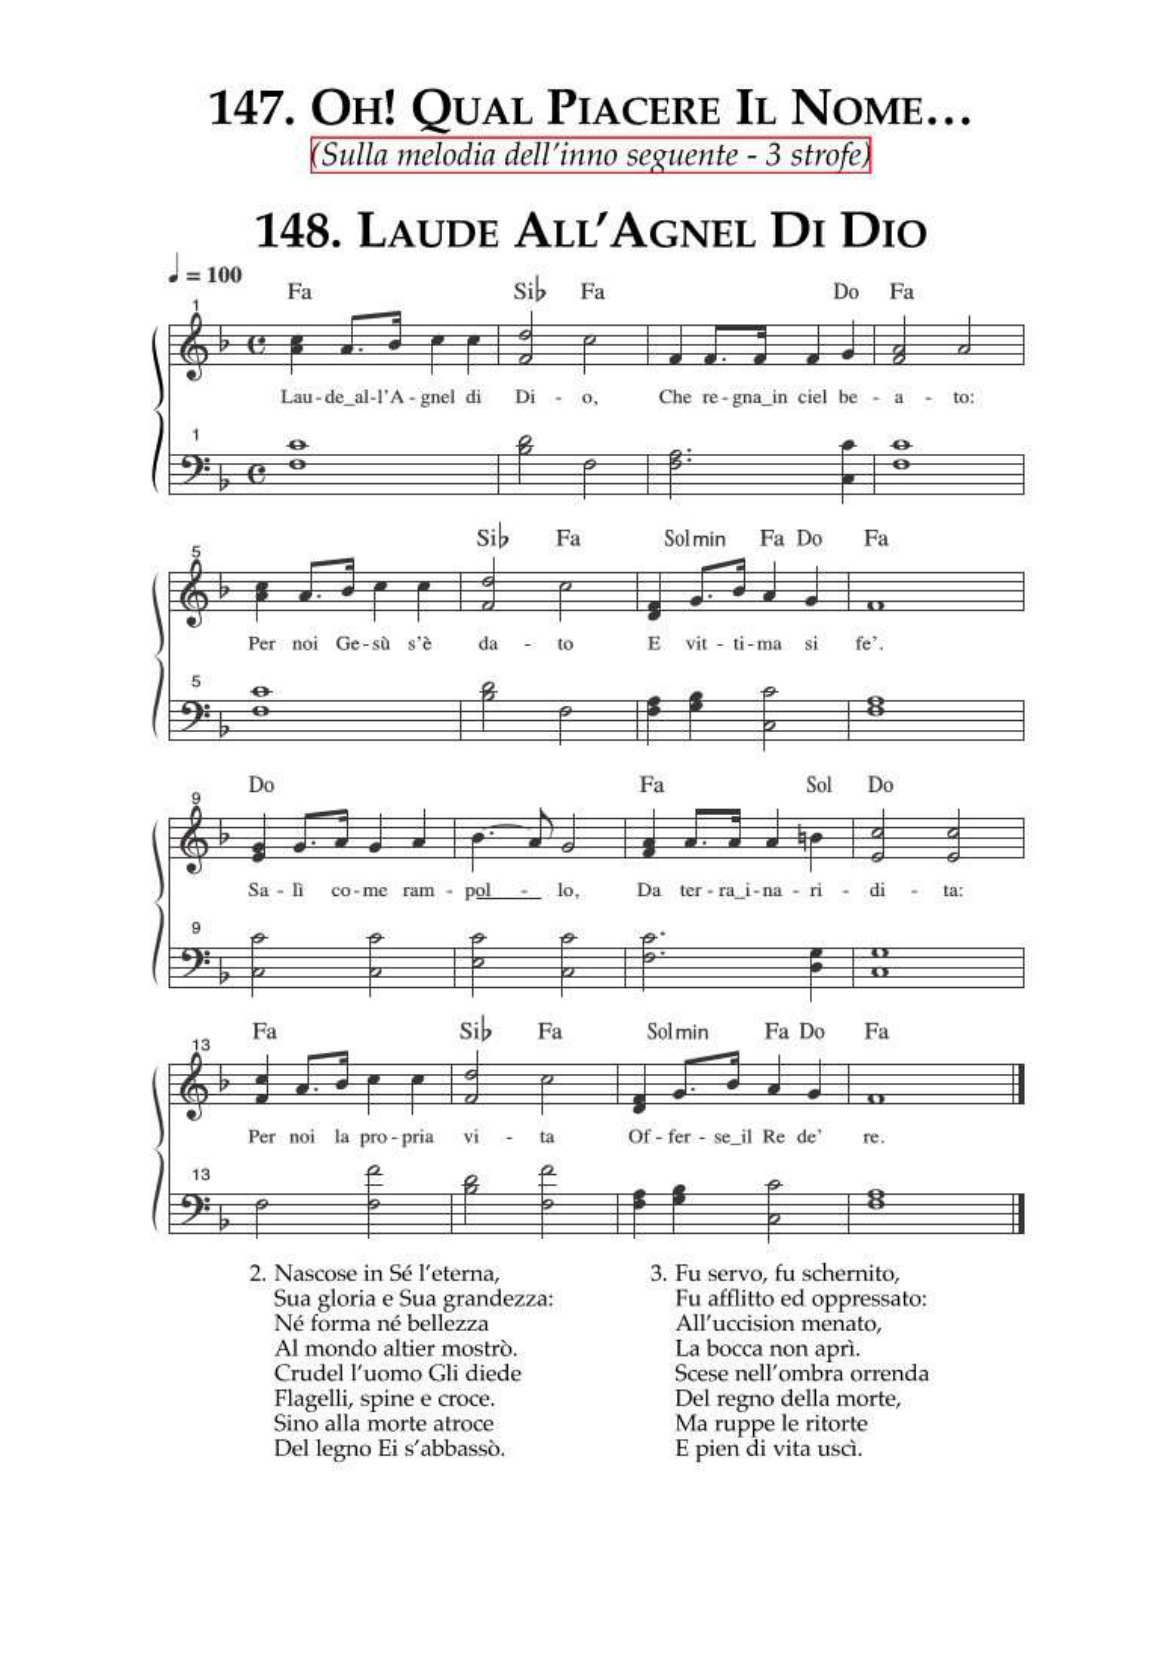 147. OH! QUAL PIACERE IL NOME...
(Sulla melodia dell'inno seguente - 3 strofe)
148. LAUDE ALL'AGNEL DI DIO
♩ = 100
Fa Si♭ Fa Do Fa
1
Lau-de_al-l'A-gnel di Di - o, Che re-gna_in ciel be - a - to:
1
Si♭ Fa Sol min Fa Do Fa
5
Per noi Ge-sù s'è da - to E vit-ti-ma si fe'.
5
Do Fa Sol Do
9
Sa-lì co-me ram-pol - lo, Da ter-ra_i-na-ri - di - ta:
9
Fa Si♭ Fa Sol min Fa Do Fa
13
Per noi la pro-pria vi - ta Of-fer-se_il Re de' re.
13
2. Nascose in Sé l'eterna,
Sua gloria e Sua grandezza:
Né forma né bellezza
Al mondo altier mostrò.
Crudel l'uomo Gli diede
Flagelli, spine e croce.
Sino alla morte atroce
Del legno Ei s'abbassò.
3. Fu servo, fu schernito,
Fu afflitto ed oppressato:
All'uccision menato,
La bocca non aprì.
Scese nell'ombra orrenda
Del regno della morte,
Ma ruppe le ritorte
E pien di vita uscì.